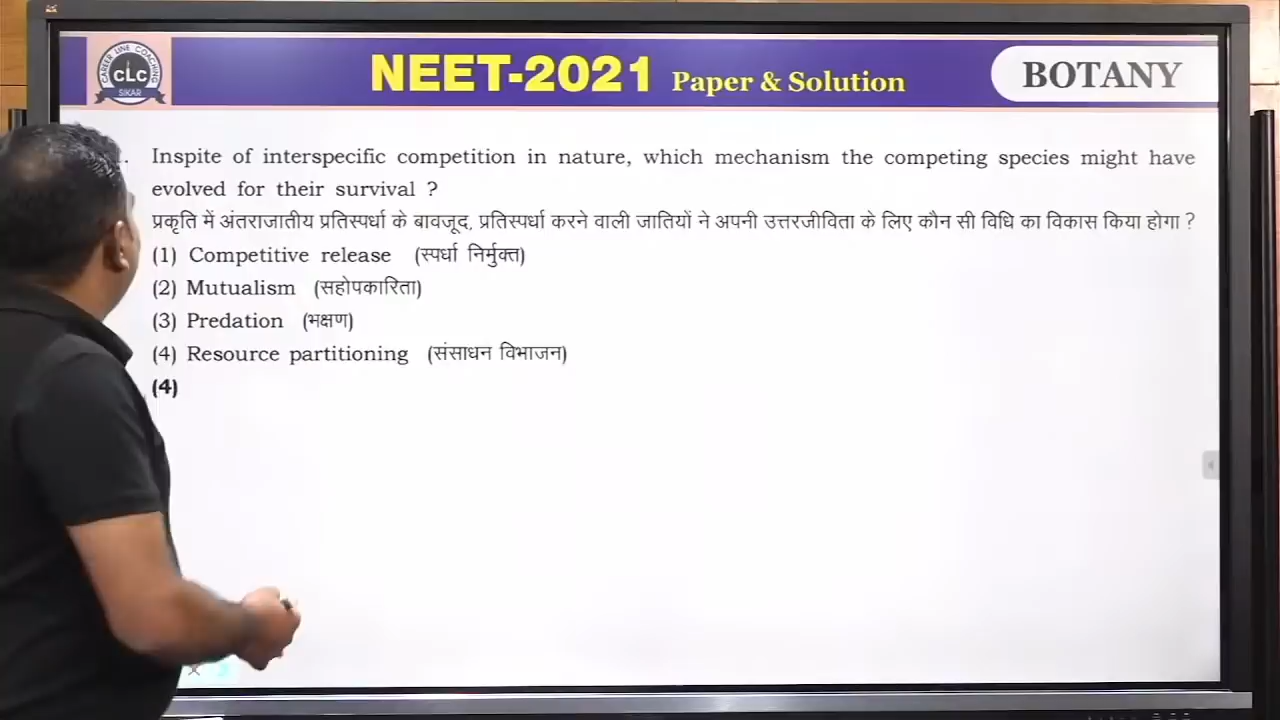 CAREER LINE COACHING
CLC
SIKAR
NEET-2021 Paper & Solution
BOTANY
Inspite of interspecific competition in nature, which mechanism the competing species might have
evolved for their survival ?
प्रकृति में अंतराजातीय प्रतिस्पर्धा के बावजूद, प्रतिस्पर्धा करने वाली जातियों ने अपनी उत्तरजीविता के लिए कौन सी विधि का विकास किया होगा ?
(1) Competitive release (स्पर्धा निर्मुक्त)
(2) Mutualism (सहोपकारिता)
(3) Predation (भक्षण)
(4) Resource partitioning (संसाधन विभाजन)
(4)